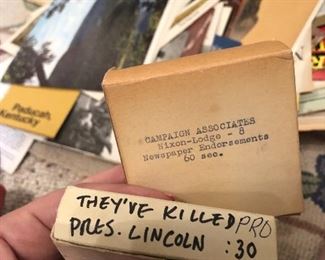 Paducah,
Kentucky
CAMPAIGN ASSOCIATES
Nixon-Lodge - 8
Newspaper Endorsements
60 sec.
THEY'VE KILLED PRO
PRES. LINCOLN :30